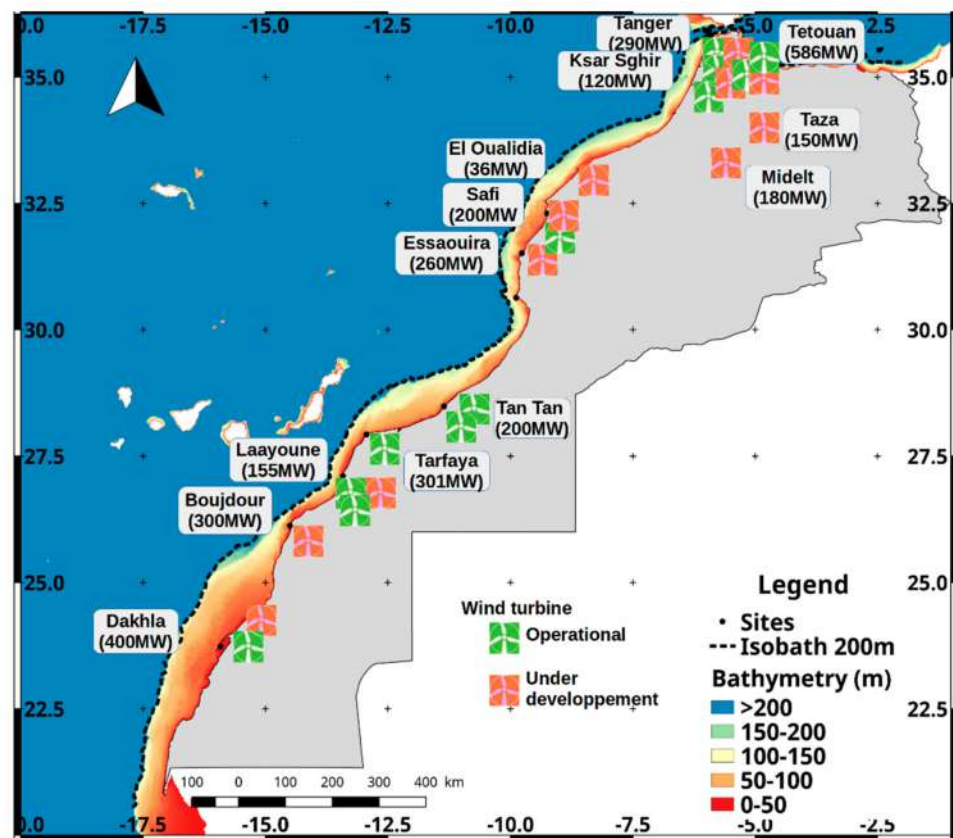 -20.0 -17.5 -15.0 -12.5 -10.0 -7.5 -5.0 -2.5
Tanger
(290MW)
Tetouan
(586MW)
Ksar Sghir
(120MW)
35.0 35.0
Taza
(150MW)
El Oualidia
(36MW)
Midelt
(180MW)
Safi
(200MW
32.5 32.5
Essaouira
(260MW)
30.0 30.0
Tan Tan
(200MW)
Laayoune
(155MW)
27.5 27.5
Tarfaya
(301MW)
Boujdour
(300MW)
25.0 25.0
Dakhla
(400MW)
Wind turbine
Operational
Under
developpement
Legend
Sites
Isobath 200m
Bathymetry (m)
>200
150-200
100-150
50-100
0-50
22.5 22.5
100 0 100 200 300 400 km
20.0 -17.5 -15.0 -12.5 -10.0 -7.5 -5.0 -2.5